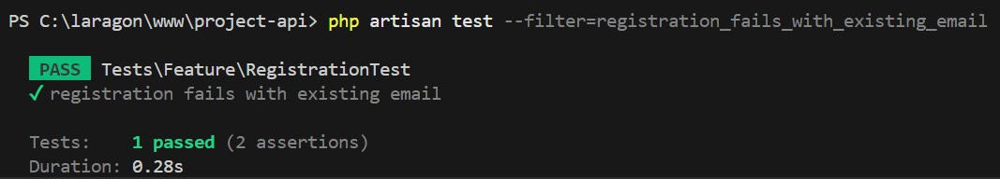 PS C:\laragon\www\project-api> php artisan test --filter=registration_fails_with_existing_email
PASS Tests\Feature\RegistrationTest
✓ registration fails with existing email
Tests: 1 passed (2 assertions)
Duration: 0.28s